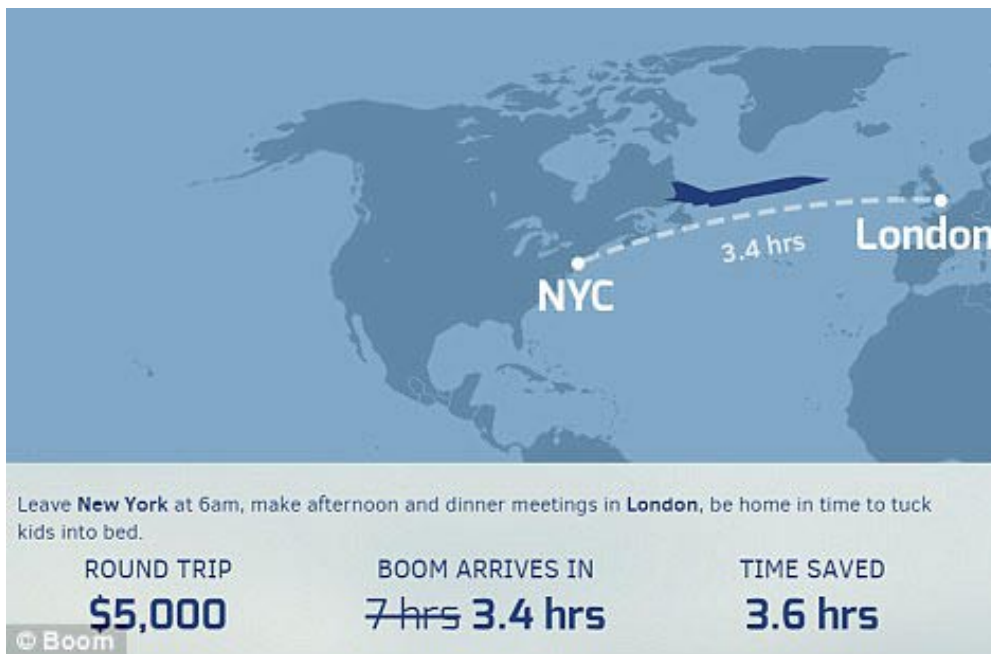 3.4 hrs
London
NYC
Leave New York at 6am, make afternoon and dinner meetings in London, be home in time to tuck
kids into bed.
ROUND TRIP
$5,000
BOOM ARRIVES IN
7 hrs 3.4 hrs
TIME SAVED
3.6 hrs
© Boom